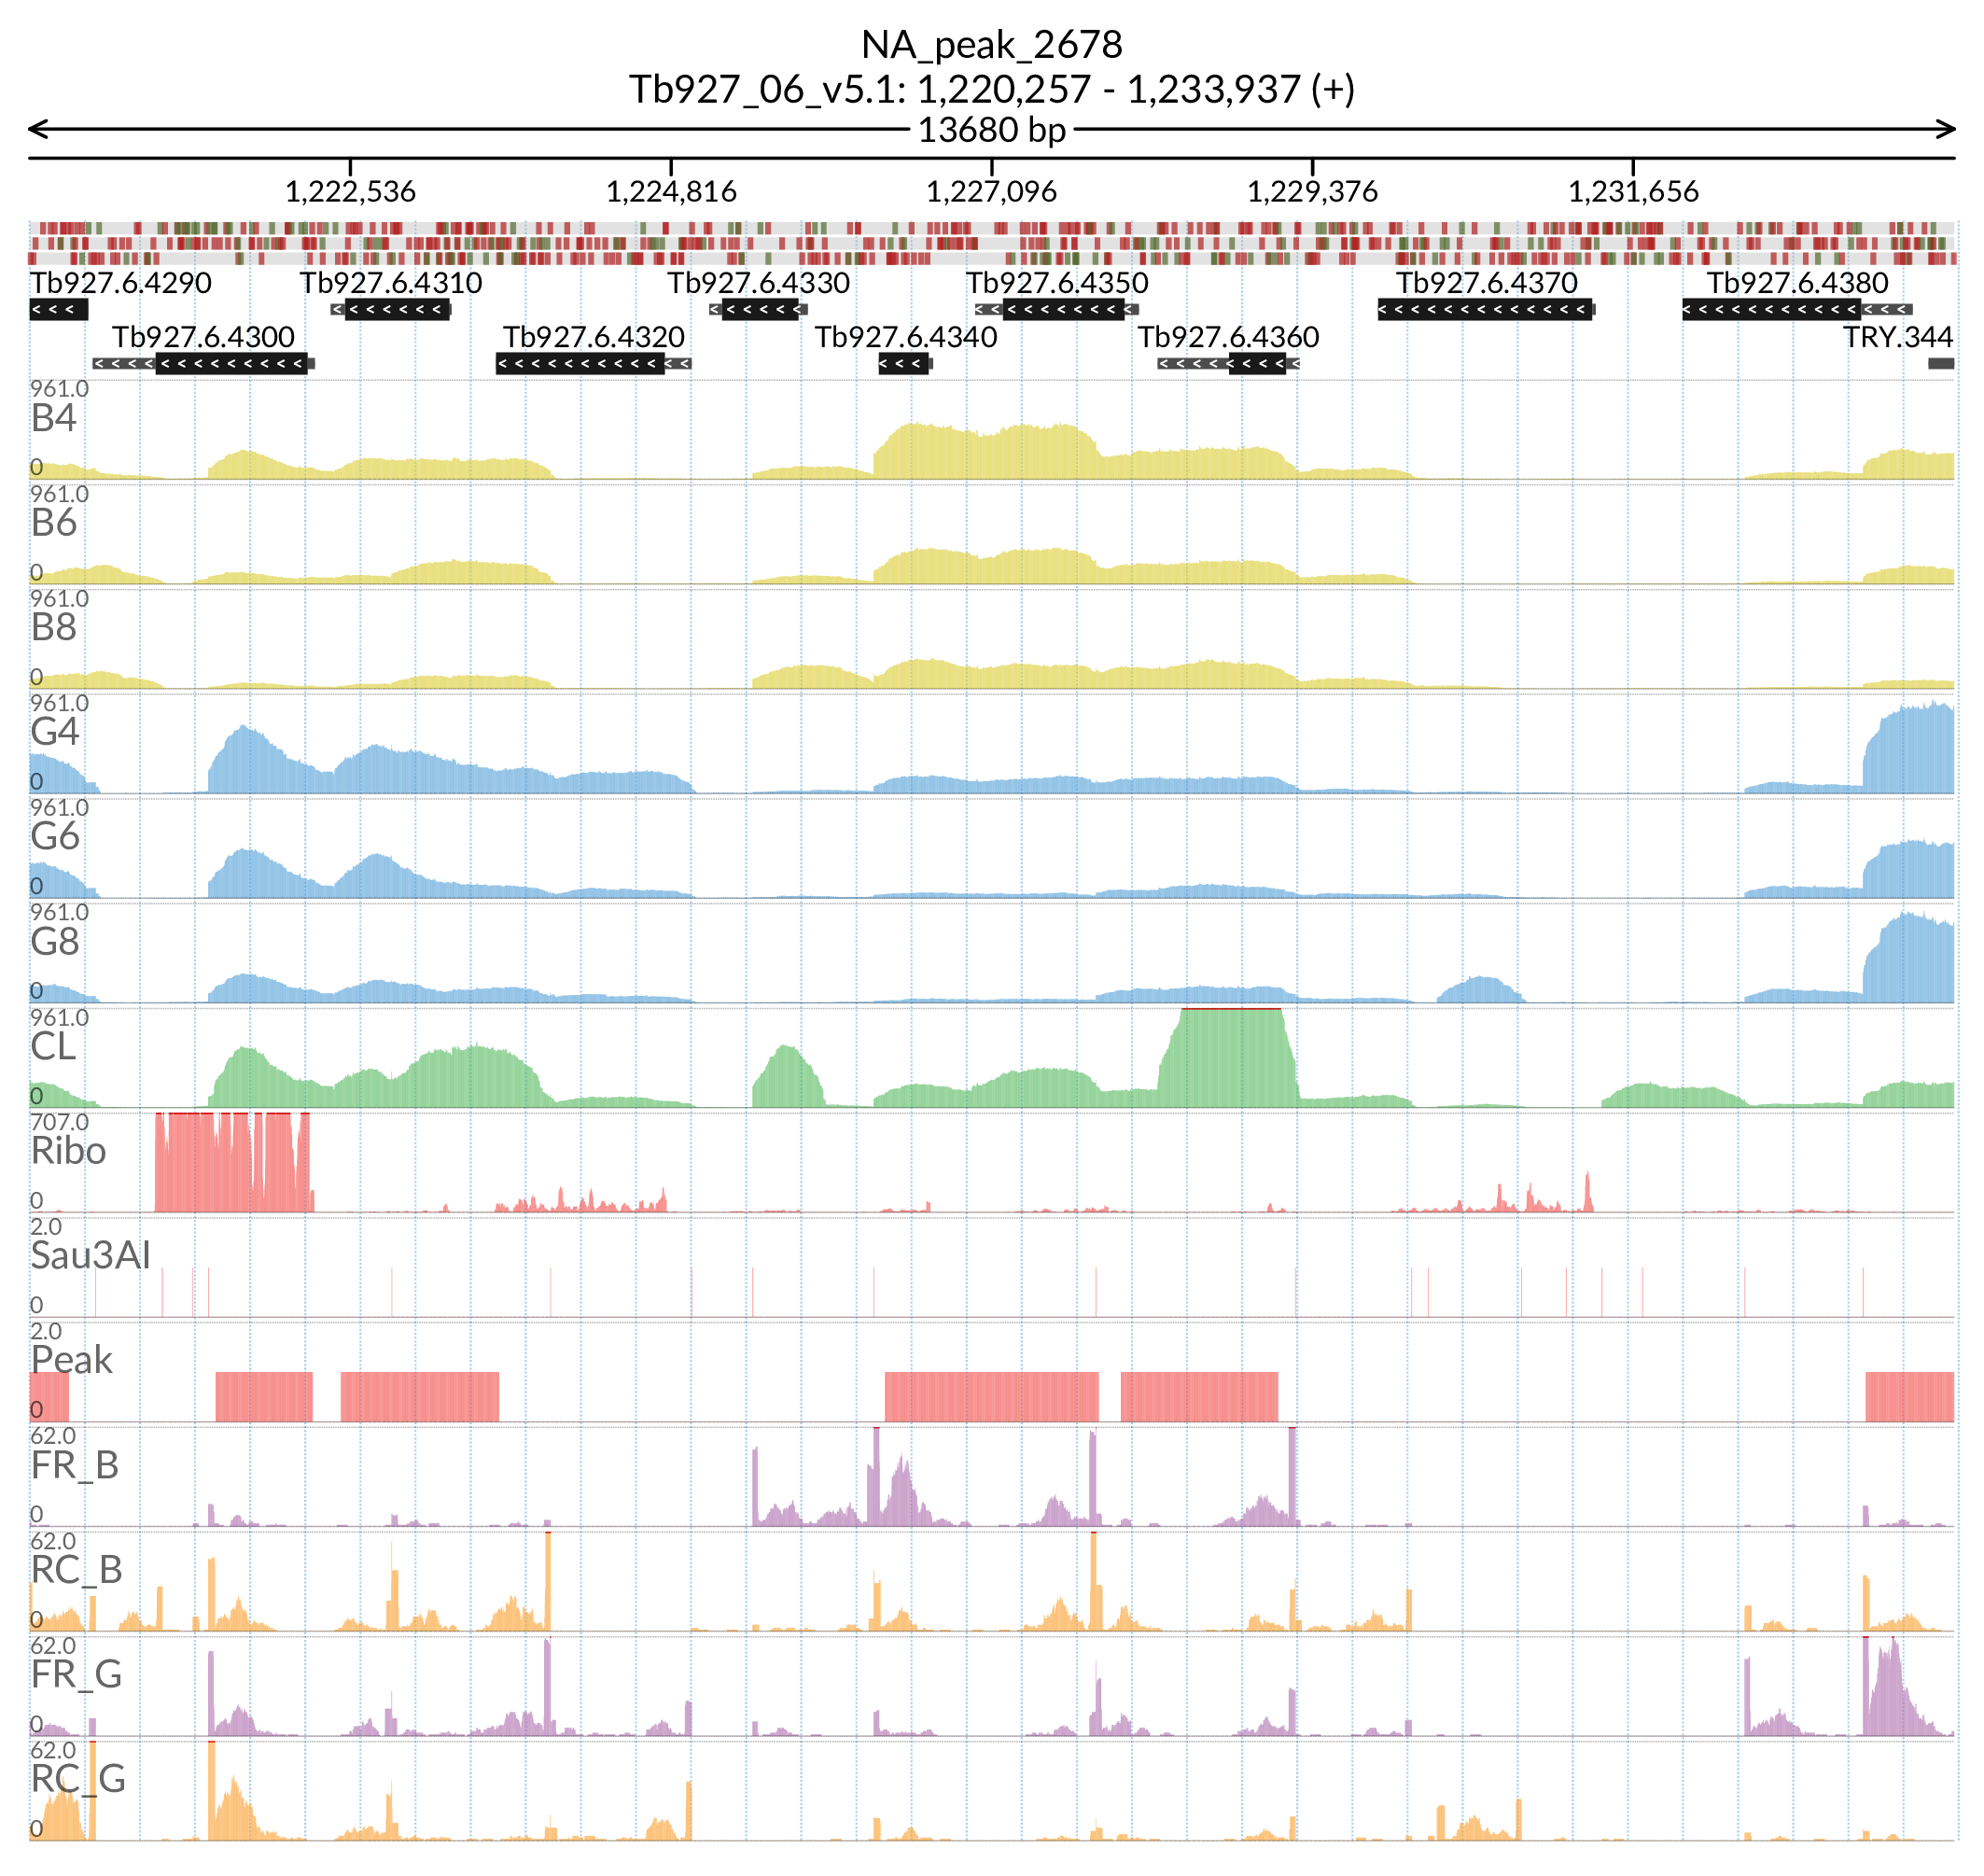 NA_peak_2678
Tb927_06_v5.1: 1,220,257 - 1,233,937 (+)
13680 bp
1,222,536 1,224,816 1,227,096 1,229,376 1,231,656
Tb927.6.4290 Tb927.6.4310 Tb927.6.4330 Tb927.6.4350 Tb927.6.4370 Tb927.6.4380
Tb927.6.4300 Tb927.6.4320 Tb927.6.4340 Tb927.6.4360 TRY.344
961.0
B4
0
961.0
B6
0
961.0
B8
0
961.0
G4
0
961.0
G6
0
961.0
G8
0
961.0
CL
0
707.0
Ribo
0
2.0
Sau3AI
0
2.0
Peak
0
62.0
FR_B
0
62.0
RC_B
0
62.0
FR_G
0
62.0
RC_G
0